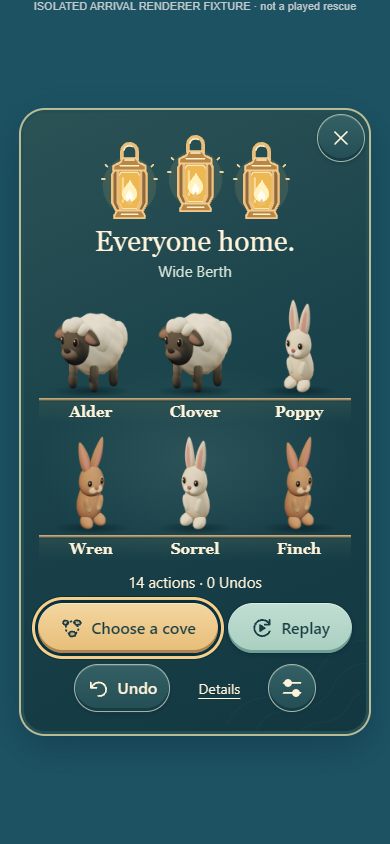 ISOLATED ARRIVAL RENDERER FIXTURE · not a played rescue
Everyone home.
Wide Berth
Alder Clover Poppy
Wren Sorrel Finch
14 actions · 0 Undos
Choose a cove Replay
Undo Details